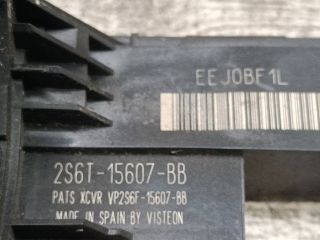 EEJ0BF1L
2S6T-15607-BB
PATS XCVR VP2S6F-15607-BB
MADE IN SPAIN BY VISTEON